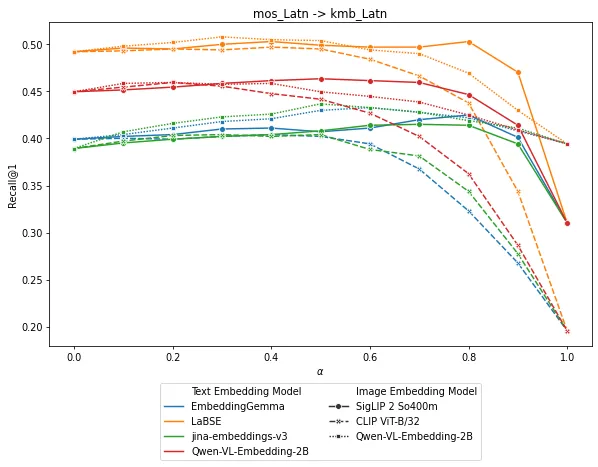 mos_Latn -> kmb_Latn
Recall@1
0.50
0.45
0.40
0.35
0.30
0.25
0.20
0.0
0.2
0.4
0.6
0.8
1.0
α
Text Embedding Model
EmbeddingGemma
LaBSE
jina-embeddings-v3
Qwen-VL-Embedding-2B
Image Embedding Model
SigLIP 2 So400m
CLIP ViT-B/32
Qwen-VL-Embedding-2B